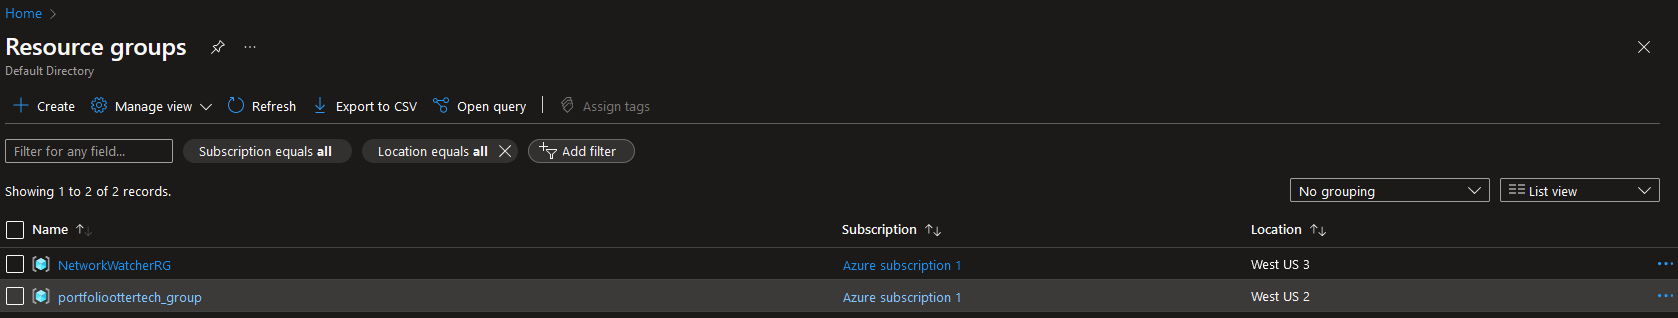 Home
Resource groups
Default Directory
Create Manage view Refresh Export to CSV Open query Assign tags
Filter for any field... Subscription equals all Location equals all Add filter
Showing 1 to 2 of 2 records. No grouping List view
Name Subscription Location
NetworkWatcherRG Azure subscription 1 West US 3
portfolioottertech_group Azure subscription 1 West US 2